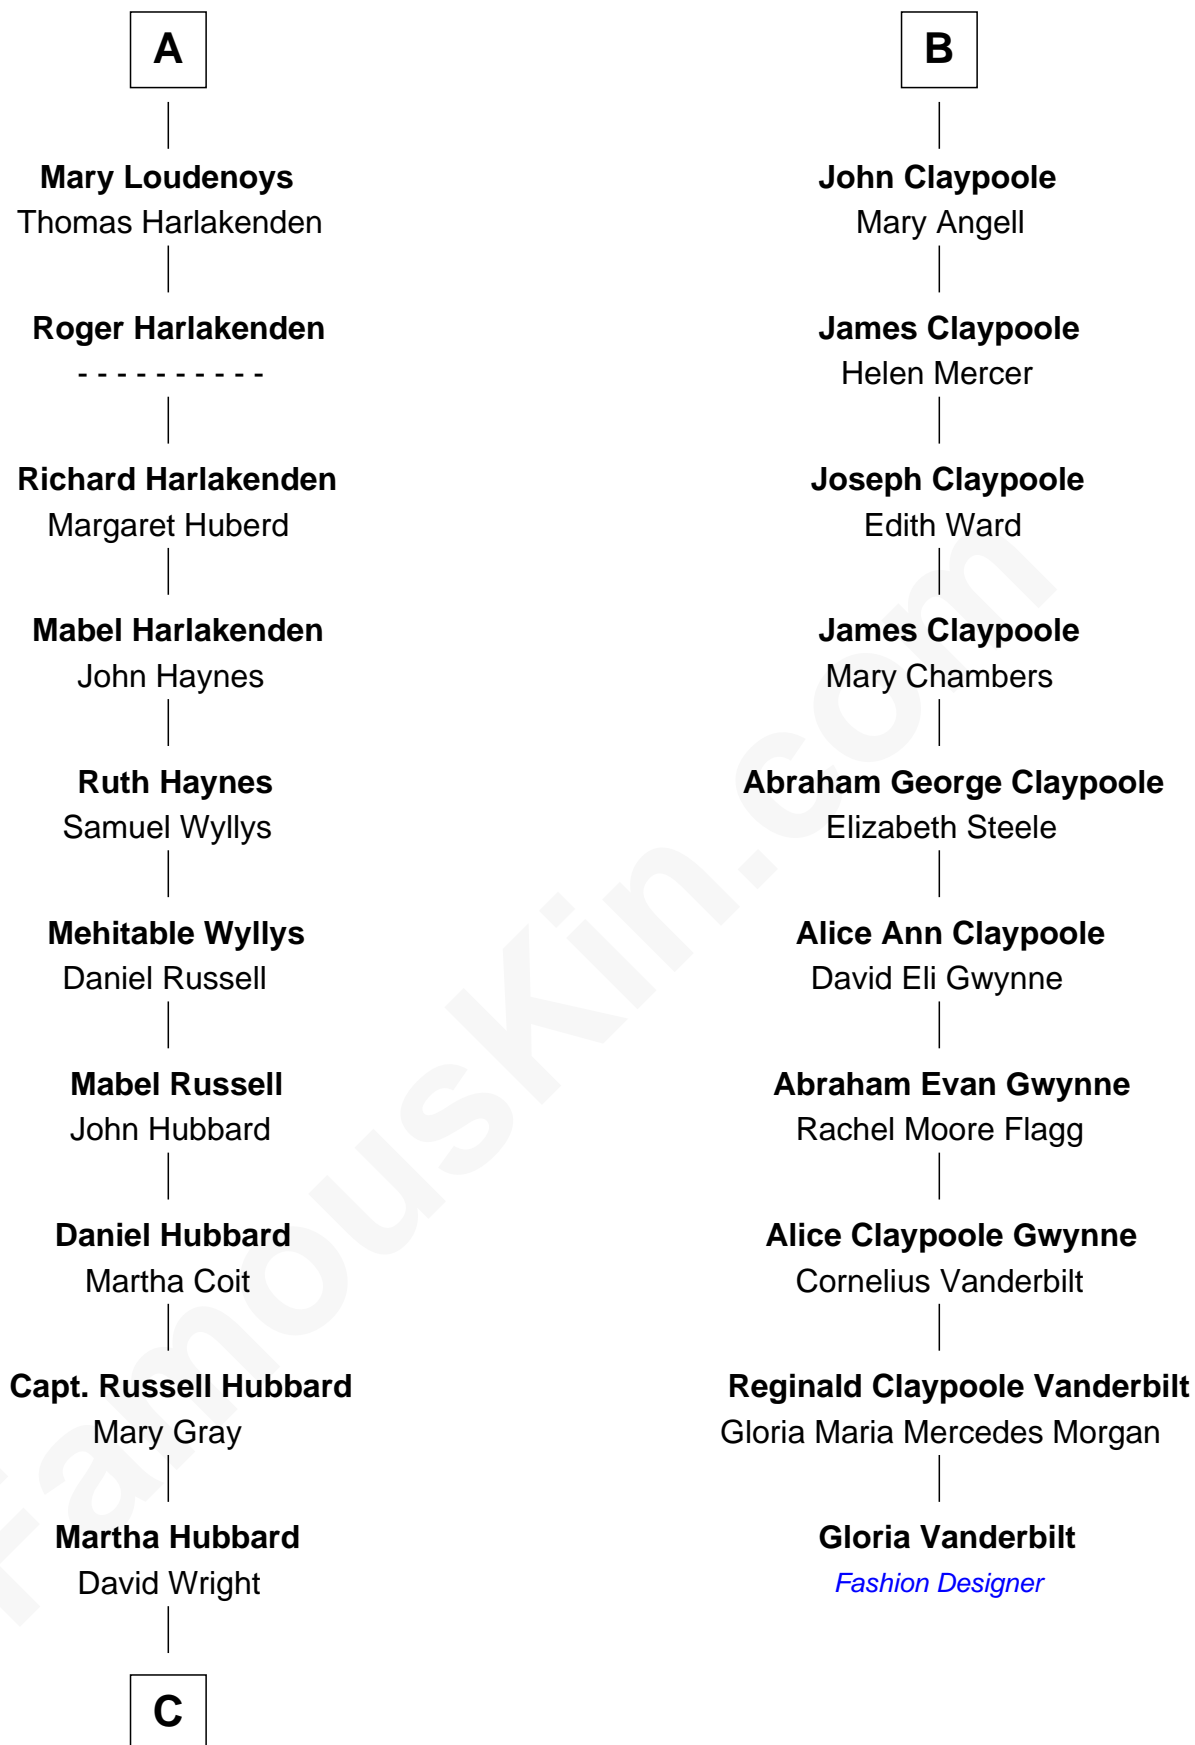 A
Mary Loudenoys
Thomas Harlakenden
Roger Harlakenden
- - - - - - - - - -
Richard Harlakenden
Margaret Huberd
Mabel Harlakenden
John Haynes
Ruth Haynes
Samuel Wyllys
Mehitable Wyllys
Daniel Russell
Mabel Russell
John Hubbard
Daniel Hubbard
Martha Coit
Capt. Russell Hubbard
Mary Gray
Martha Hubbard
David Wright
C
B
John Claypoole
Mary Angell
James Claypoole
Helen Mercer
Joseph Claypoole
Edith Ward
James Claypoole
Mary Chambers
Abraham George Claypoole
Elizabeth Steele
Alice Ann Claypoole
David Eli Gwynne
Abraham Evan Gwynne
Rachel Moore Flagg
Alice Claypoole Gwynne
Cornelius Vanderbilt
Reginald Claypoole Vanderbilt
Gloria Maria Mercedes Morgan
Gloria Vanderbilt
Fashion Designer
FamousKin.com